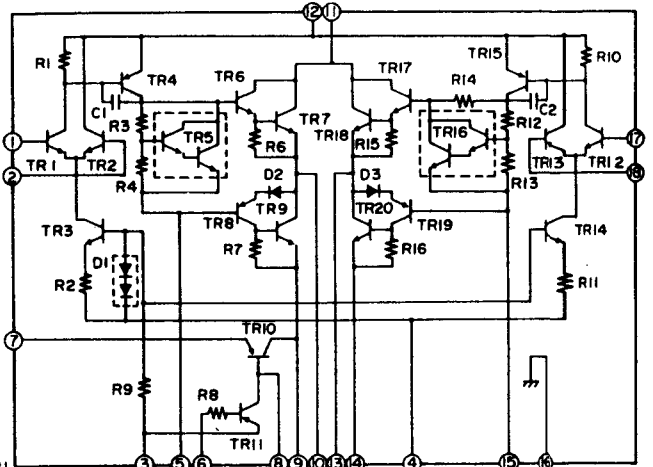 12 11
R1 TR4 TR6 TR17 TR15 R10
R14
C1 R3 TR5 TR7 TR16 C2 R12
1 R6 TR18 R15 17
TR1 TR2 R4 R13 TR13 TR12
2 D2 D3 18
TR9 TR20
TR3 TR8 TR19 TR14
D1 R7 R16
R2 R11
7 TR10
R9 R8
TR11
3 5 6 8 9 10 13 14 4 15 16